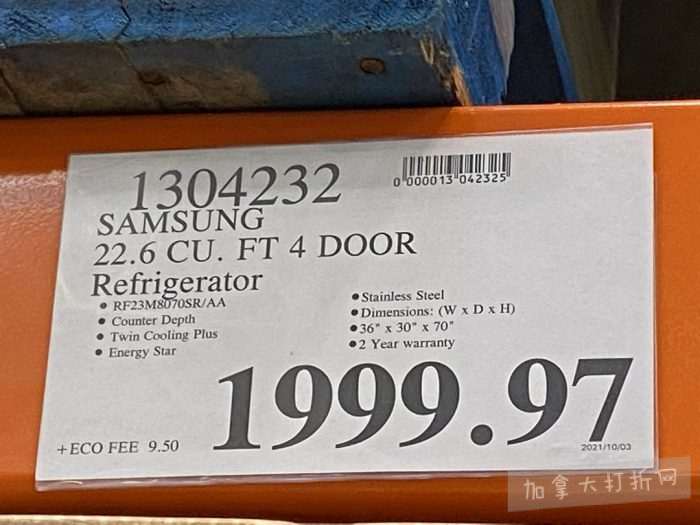 1304232
0 000013 042325
SAMSUNG
22.6 CU. FT 4 DOOR
Refrigerator
• RF23M8070SR/AA
• Counter Depth
• Twin Cooling Plus
• Energy Star
• Stainless Steel
• Dimensions: (W x D x H)
• 36" x 30" x 70"
• 2 Year warranty
+ECO FEE 9.50
1999.97
2021/10/03
加拿大打折网